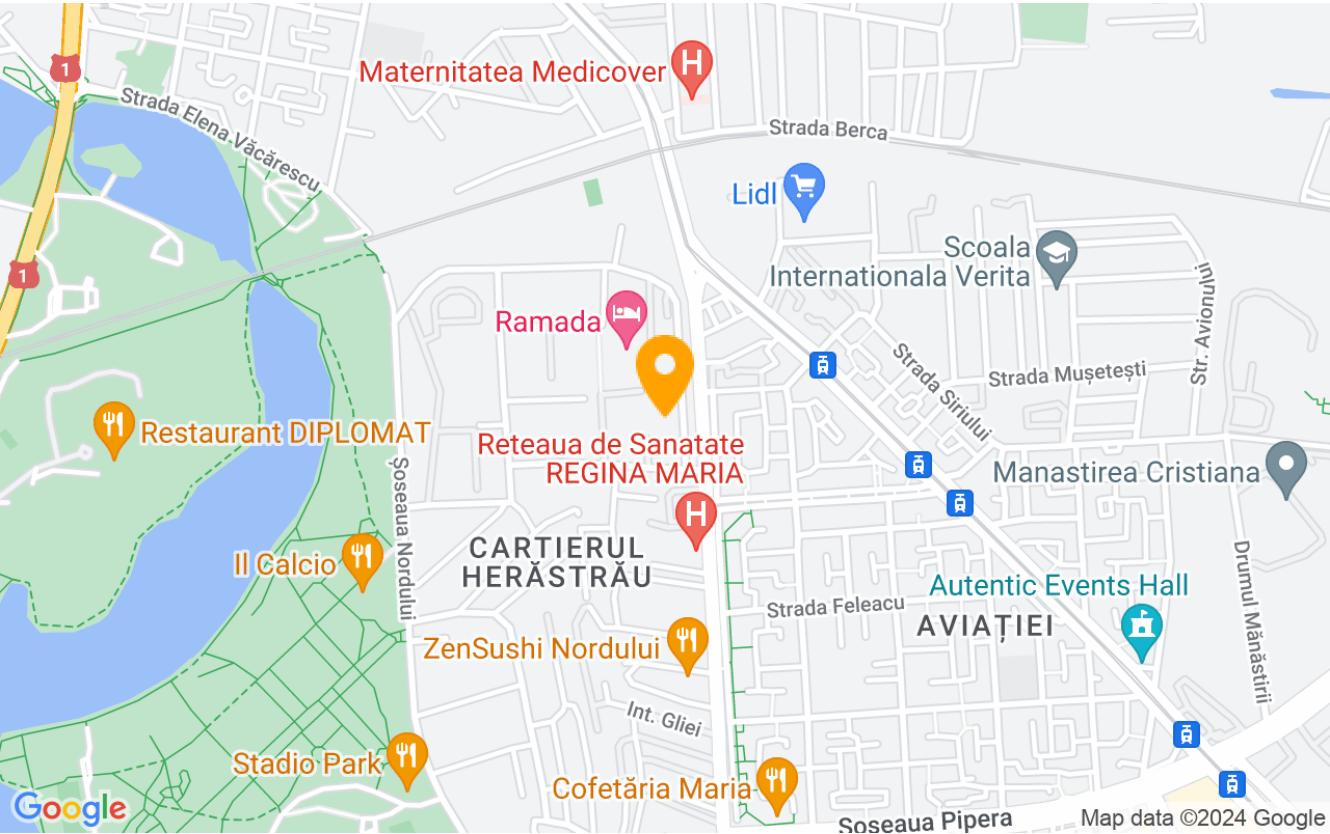 1
Maternitatea Medicover
H
Strada Elena Văcărescu
Strada Berca
Lidl
Scoala
Internationala Verita
1
Str. Avionului
Ramada
Strada Siriului
Strada Mușetești
Restaurant DIPLOMAT
Reteaua de Sanatate
REGINA MARIA
H
Manastirea Cristiana
Șoseaua Nordului
CARTIERUL
HERĂSTRĂU
Il Calcio
Autentic Events Hall
Strada Feleacu
AVIAȚIEI
Drumul Mănăstirii
ZenSushi Nordului
Int. Gliei
Stadio Park
Cofetăria Maria
Google
Șoseaua Pipera
Map data ©2024 Google